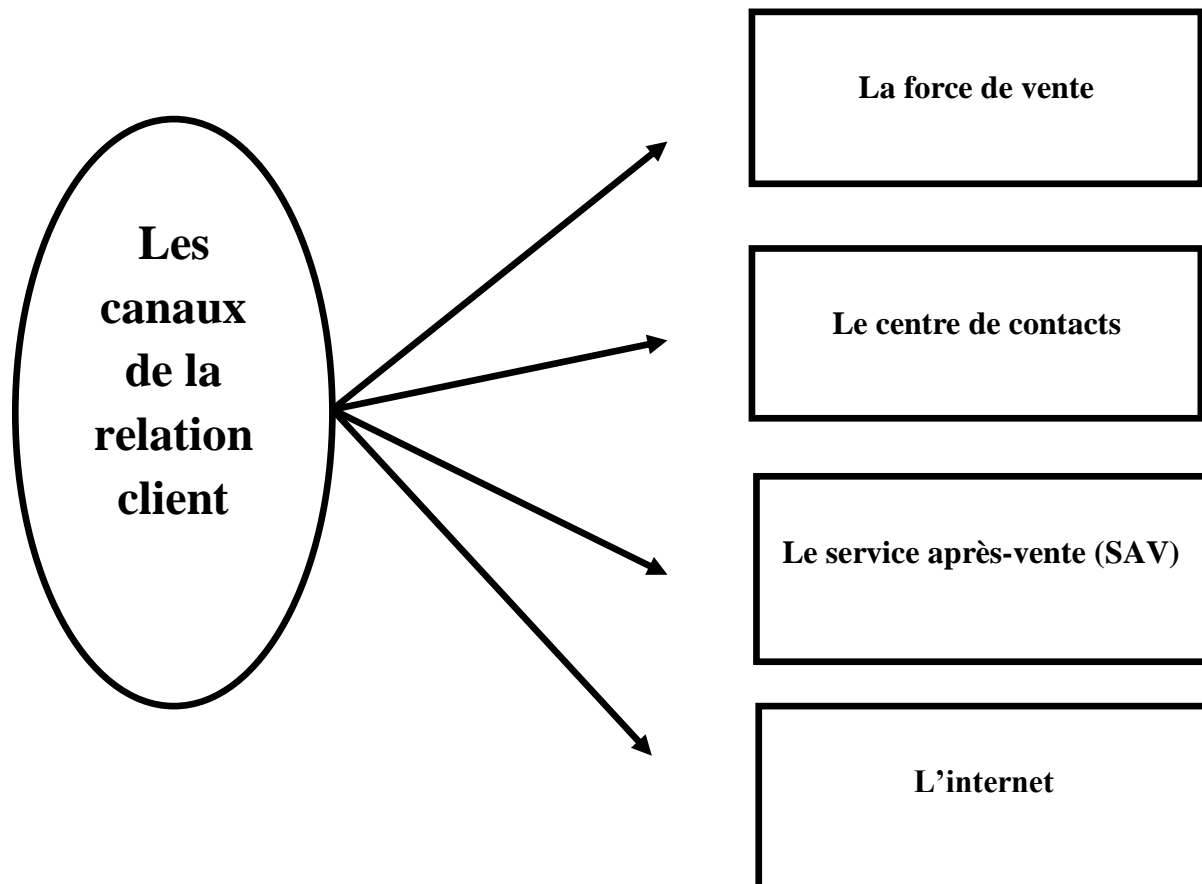 Les
canaux
de la
relation
client
La force de vente
Le centre de contacts
Le service après-vente (SAV)
L’internet